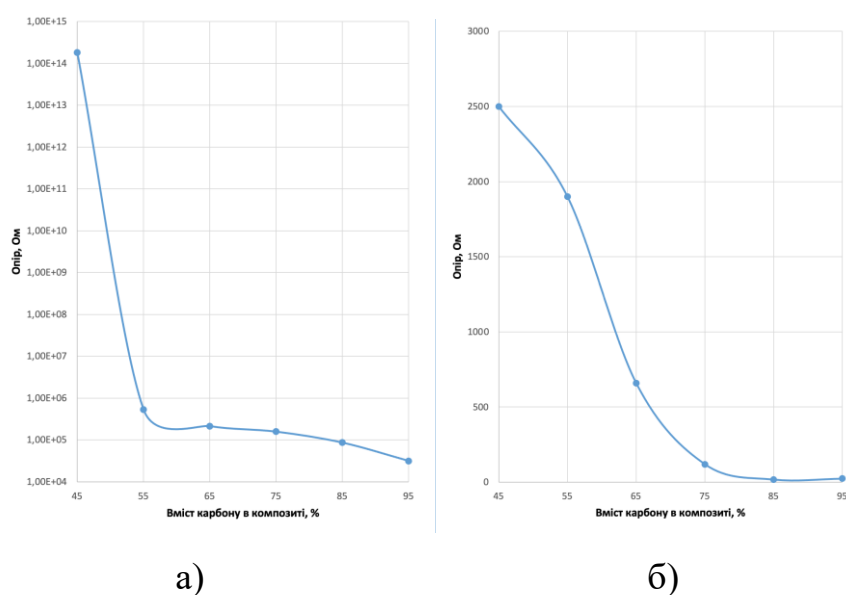 1,00E+15
1,00E+14
1,00E+13
1,00E+12
1,00E+11
1,00E+10
1,00E+09
1,00E+08
1,00E+07
1,00E+06
1,00E+05
1,00E+04
Опір, Ом
45 55 65 75 85 95
Вміст карбону в композиті, %
а)
3000
2500
2000
1500
1000
500
0
Опір, Ом
45 55 65 75 85 95
Вміст карбону в композиті, %
б)